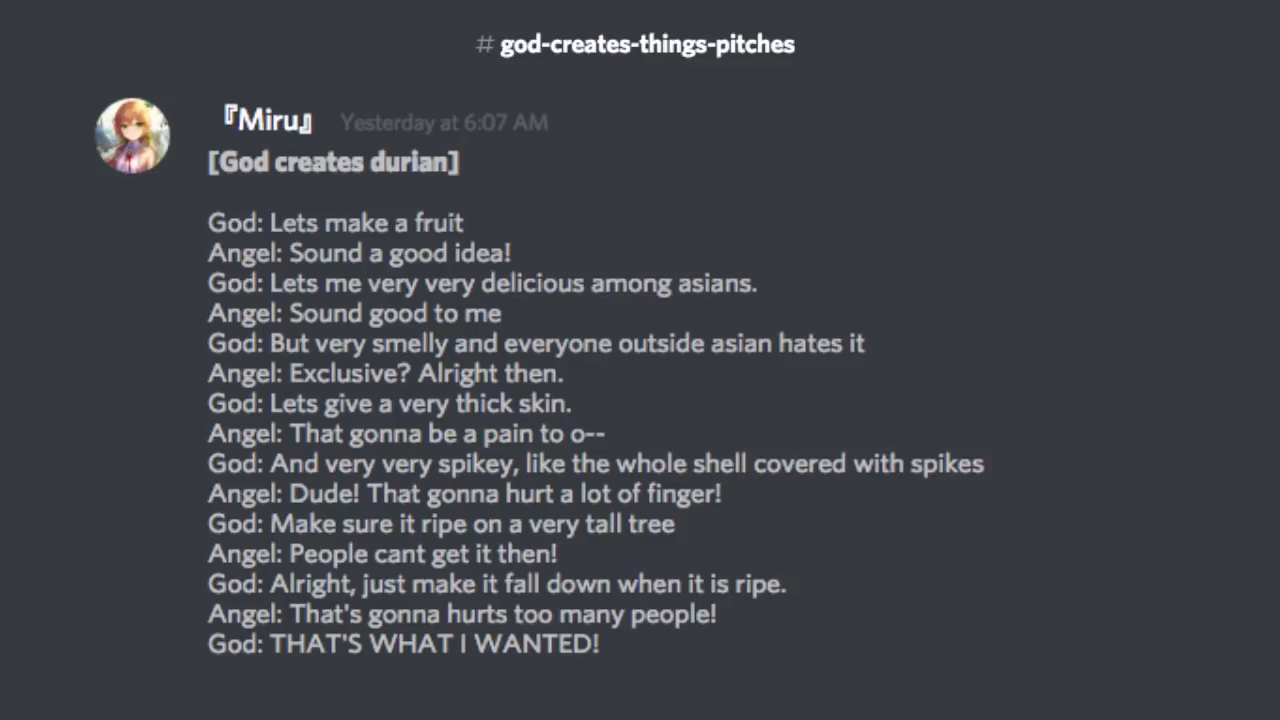 # god-creates-things-pitches
『Miru』 Yesterday at 6:07 AM
[God creates durian]
God: Lets make a fruit
Angel: Sound a good idea!
God: Lets me very very delicious among asians.
Angel: Sound good to me
God: But very smelly and everyone outside asian hates it
Angel: Exclusive? Alright then.
God: Lets give a very thick skin.
Angel: That gonna be a pain to o--
God: And very very spikey, like the whole shell covered with spikes
Angel: Dude! That gonna hurt a lot of finger!
God: Make sure it ripe on a very tall tree
Angel: People cant get it then!
God: Alright, just make it fall down when it is ripe.
Angel: That's gonna hurts too many people!
God: THAT'S WHAT I WANTED!